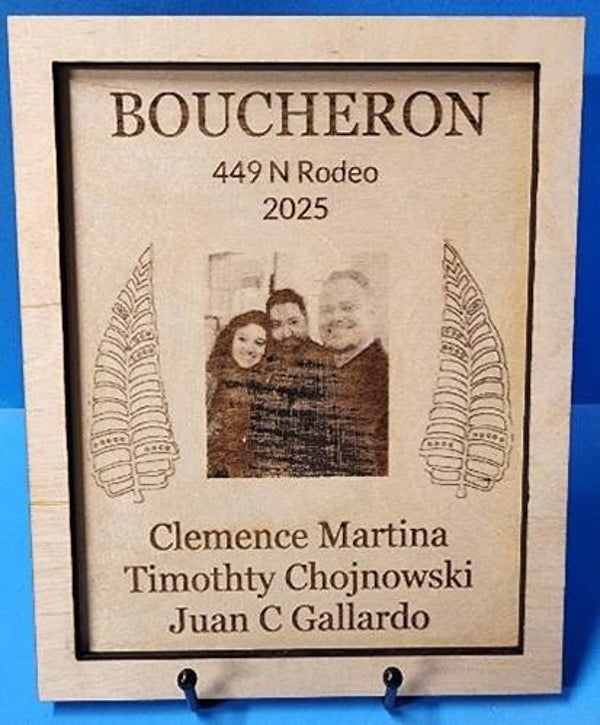 BOUCHERON
449 N Rodeo
2025
Clemence Martina
Timothty Chojnowski
Juan C Gallardo